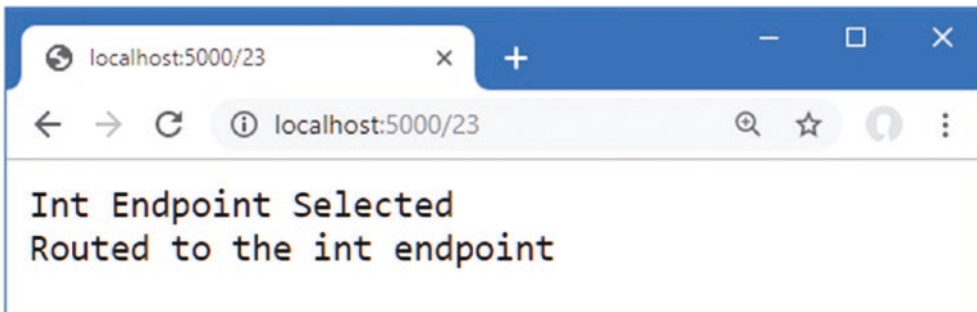 localhost:5000/23
localhost:5000/23
Int Endpoint Selected
Routed to the int endpoint